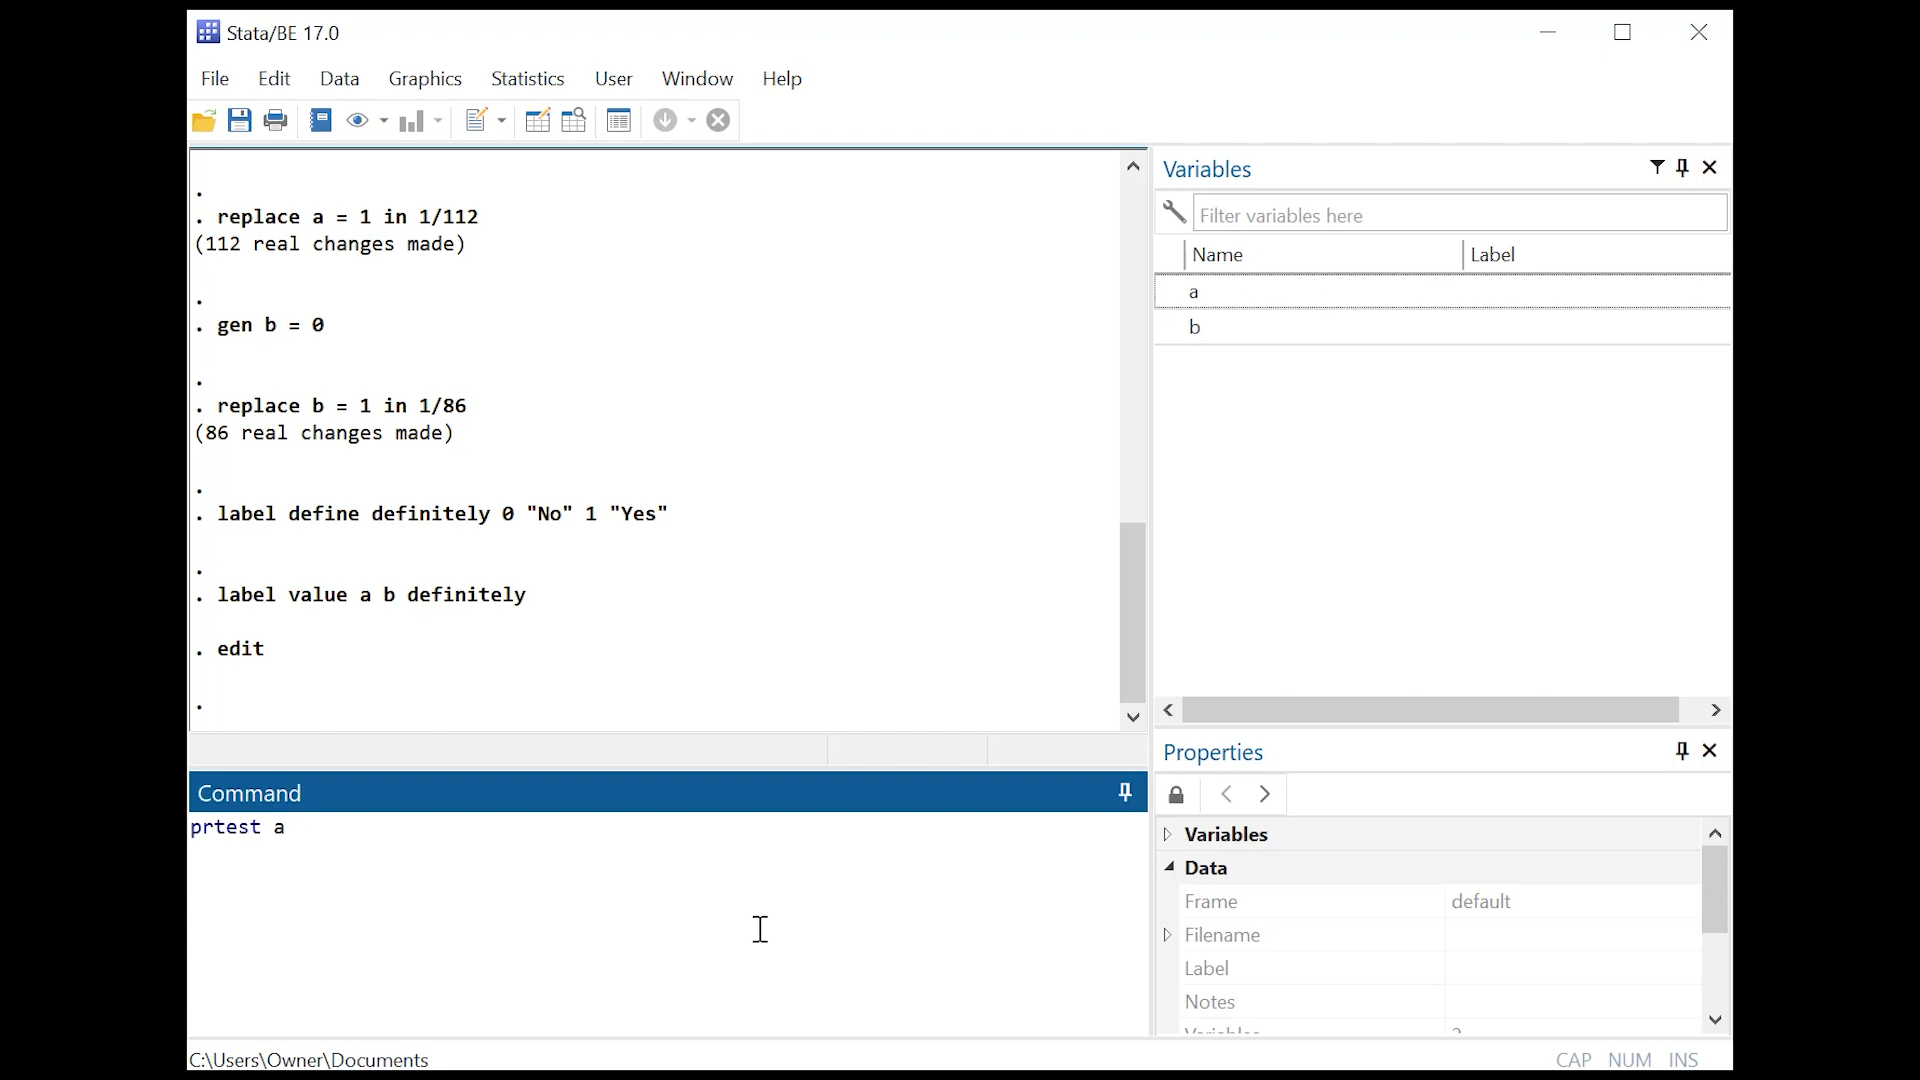 Stata/BE 17.0
File Edit Data Graphics Statistics User Window Help
.
. replace a = 1 in 1/112
(112 real changes made)
.
. gen b = 0
.
. replace b = 1 in 1/86
(86 real changes made)
.
. label define definitely 0 "No" 1 "Yes"
.
. label value a b definitely
. edit
.
Command
prtest a
Variables
Filter variables here
Name Label
a
b
Properties
Variables
Data
Frame default
Filename
Label
Notes
C:\Users\Owner\Documents
CAP NUM INS